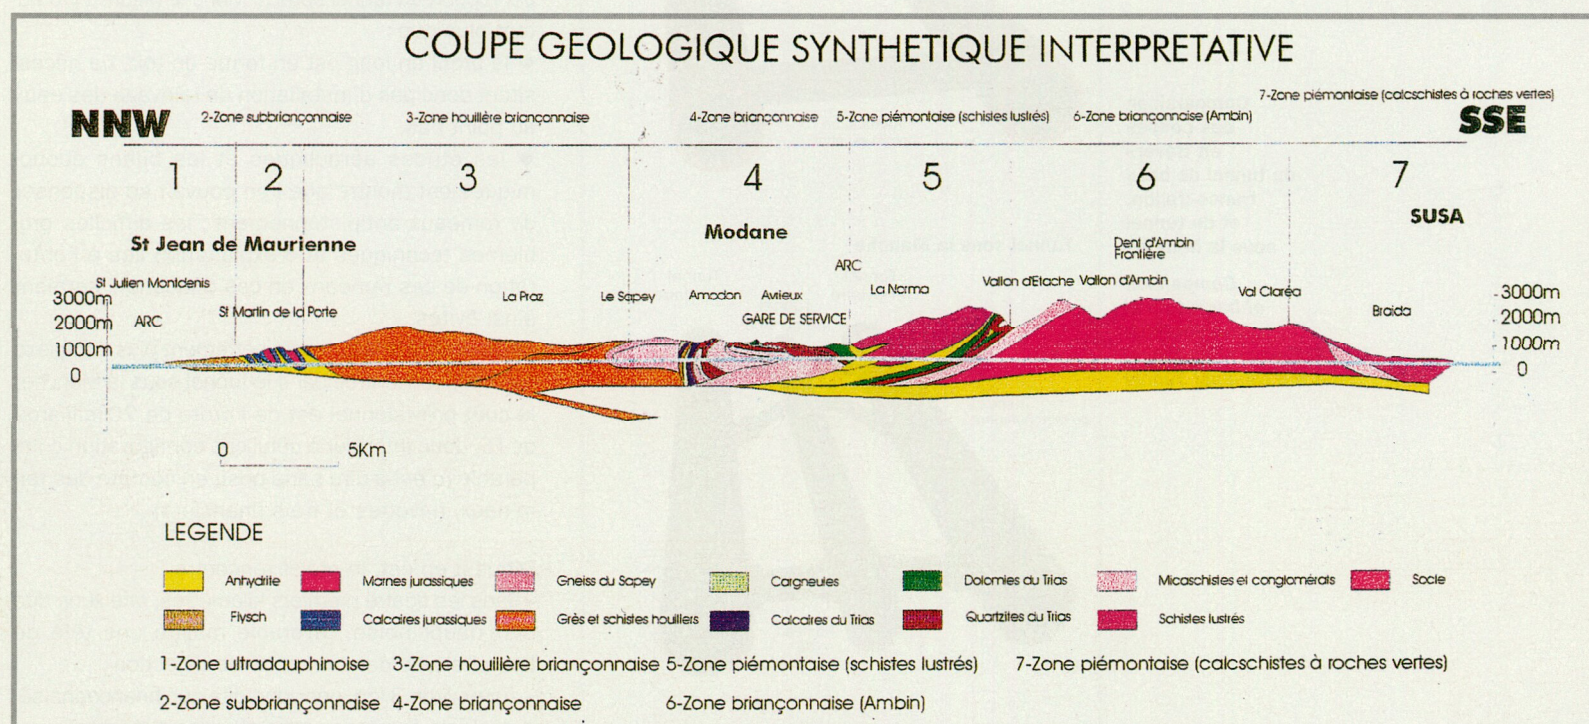 COUPE GEOLOGIQUE SYNTHETIQUE INTERPRETATIVE
7-Zone piémontaise (calcschistes à roches vertes)
NNW 2-Zone subbriançonnaise 3-Zone houillère briançonnaise 4-Zone briançonnaise 5-Zone piémontaise (schistes lustrés) 6-Zone briançonnaise (Ambin) SSE
1 2 3 4 5 6 7
SUSA
St Jean de Maurienne Modane Dent d'Ambin
Frontière
ARC
St Julien Montdenis La Praz Le Sapey Amodon Avrieux La Norma Vallon d'Etache Vallon d'Ambin Val Claréa
3000m 3000m
St Martin de la Porte GARE DE SERVICE Braida
2000m ARC 2000m
1000m 1000m
0 0
0 5Km
LEGENDE
Anhydrite Marnes jurassiques Gneiss du Sapey Cargneules Dolomies du Trias Micaschistes et conglomérats Socle
Flysch Calcaires jurassiques Grès et schistes houillers Calcaires du Trias Quartzites du Trias Schistes lustrés
1-Zone ultradauphinoise 3-Zone houillère briançonnaise 5-Zone piémontaise (schistes lustrés) 7-Zone piémontaise (calcschistes à roches vertes)
2-Zone subbriançonnaise 4-Zone briançonnaise 6-Zone briançonnaise (Ambin)